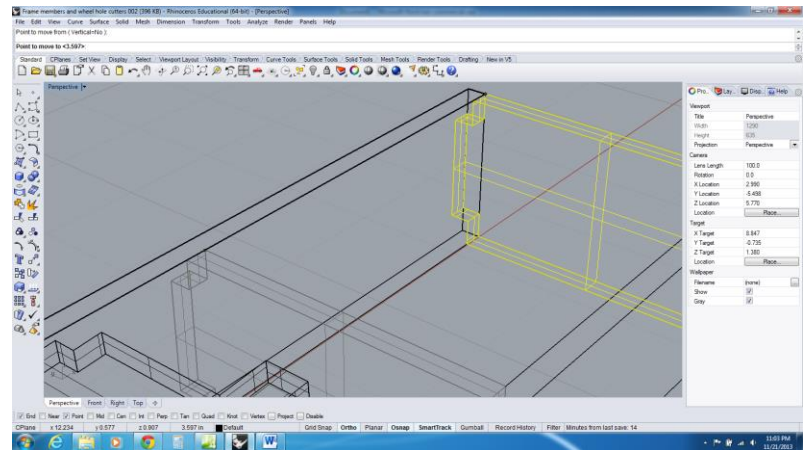 Frame members and wheel hole cutters 002 (396 KB) - Rhinoceros Educational (64-bit) - [Perspective]
File Edit View Curve Surface Solid Mesh Dimension Transform Tools Analyze Render Panels Help
Point to move from ( Vertical=No ):
Point to move to <3.597>:
Standard CPlanes Set View Display Select Viewport Layout Visibility Transform Curve Tools Surface Tools Solid Tools Mesh Tools Render Tools Drafting New in V5
Perspective
Pro.. Lay.. Disp.. Help
Viewport
Title Perspective
Width 1290
Height 635
Projection Perspective
Camera
Lens Length 100.0
Rotation 0.0
X Location 2.990
Y Location -5.498
Z Location 5.770
Location Place...
Target
X Target 8.847
Y Target -0.735
Z Target 1.380
Location Place...
Wallpaper
Filename (none)
Show
Gray
Perspective Front Right Top
End Near Point Mid Cen Int Perp Tan Quad Knot Vertex Project Disable
CPlane x 12.234 y 0.577 z 0.907 3.597 in Default Grid Snap Ortho Planar Osnap SmartTrack Gumball Record History Filter Minutes from last save: 14
11:03 PM
11/21/2013